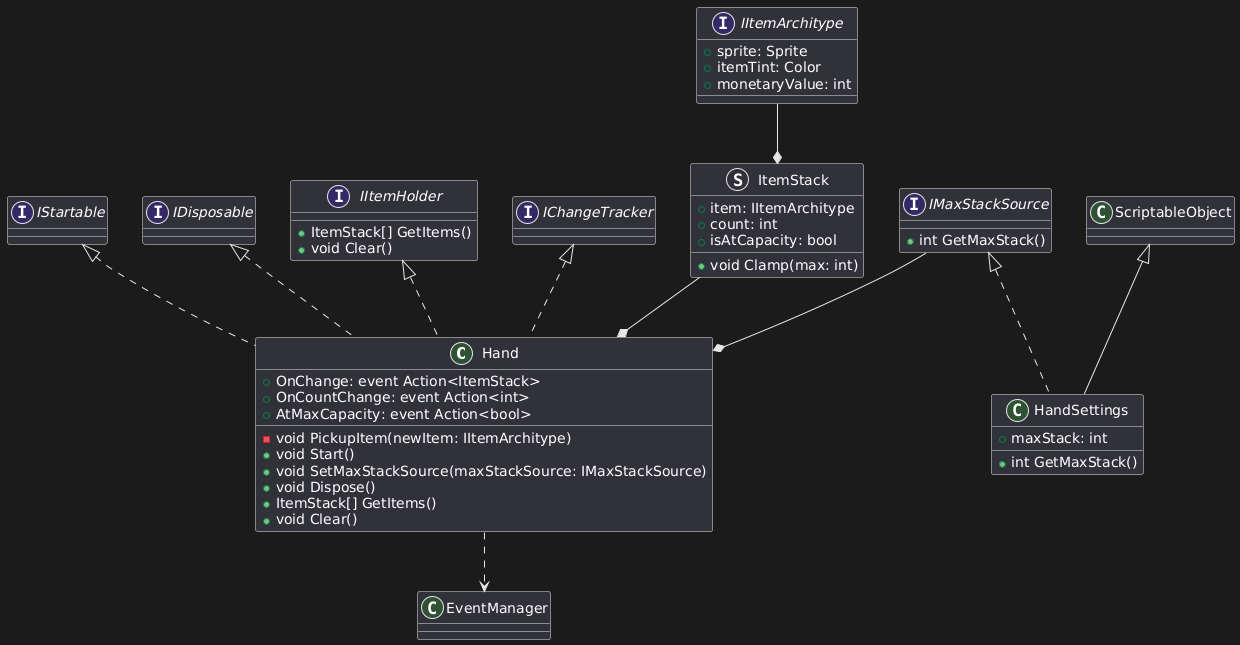 I IItemArchitype
sprite: Sprite
itemTint: Color
monetaryValue: int
I IStartable
I IDisposable
I IItemHolder
ItemStack[] GetItems()
void Clear()
I IChangeTracker
S ItemStack
item: IItemArchitype
count: int
isAtCapacity: bool
void Clamp(max: int)
I IMaxStackSource
int GetMaxStack()
C ScriptableObject
C Hand
OnChange: event Action<ItemStack>
OnCountChange: event Action<int>
AtMaxCapacity: event Action<bool>
void PickupItem(newItem: IItemArchitype)
void Start()
void SetMaxStackSource(maxStackSource: IMaxStackSource)
void Dispose()
ItemStack[] GetItems()
void Clear()
C HandSettings
maxStack: int
int GetMaxStack()
C EventManager